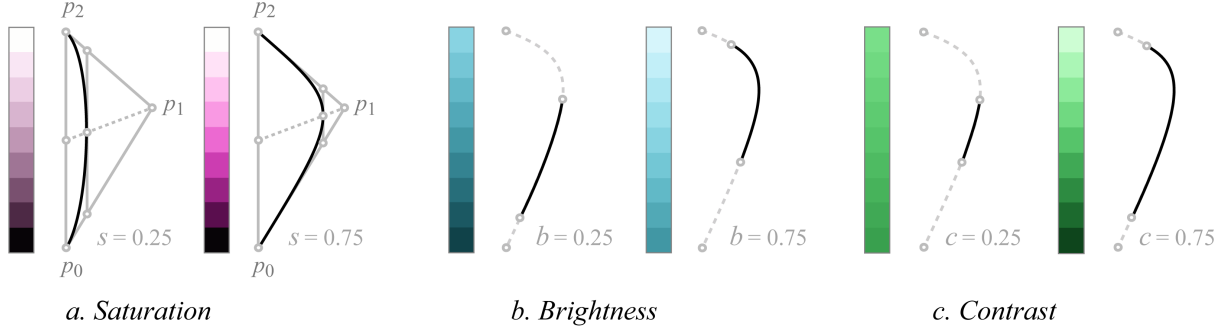 p2
p2
p1
p1
s = 0.25
s = 0.75
b = 0.25
b = 0.75
c = 0.25
c = 0.75
p0
p0
a. Saturation
b. Brightness
c. Contrast